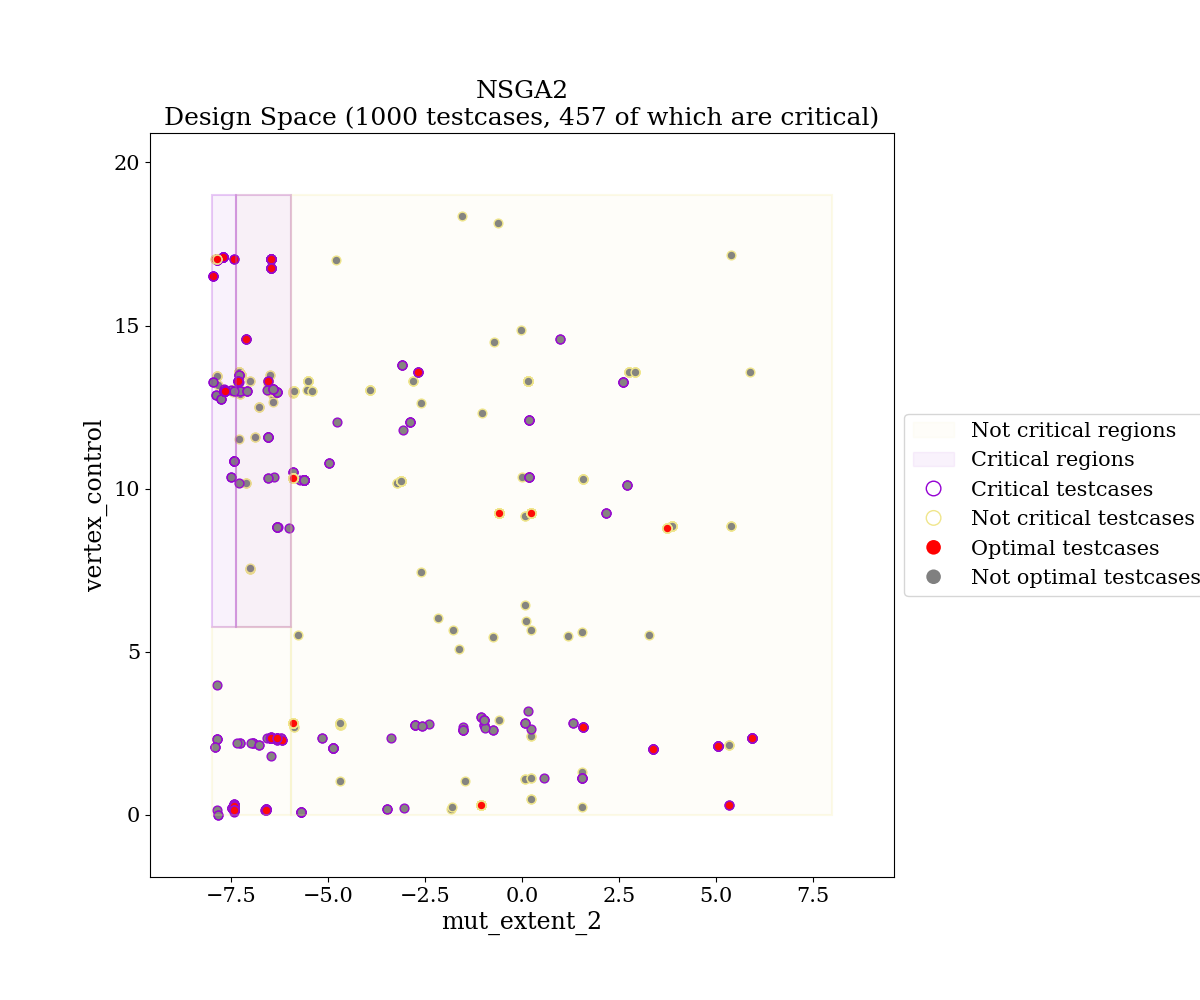 NSGA2
Design Space (1000 testcases, 457 of which are critical)
20
15
10
5
0
vertex_control
−7.5
−5.0
−2.5
0.0
2.5
5.0
7.5
mut_extent_2
Not critical regions
Critical regions
Critical testcases
Not critical testcases
Optimal testcases
Not optimal testcases